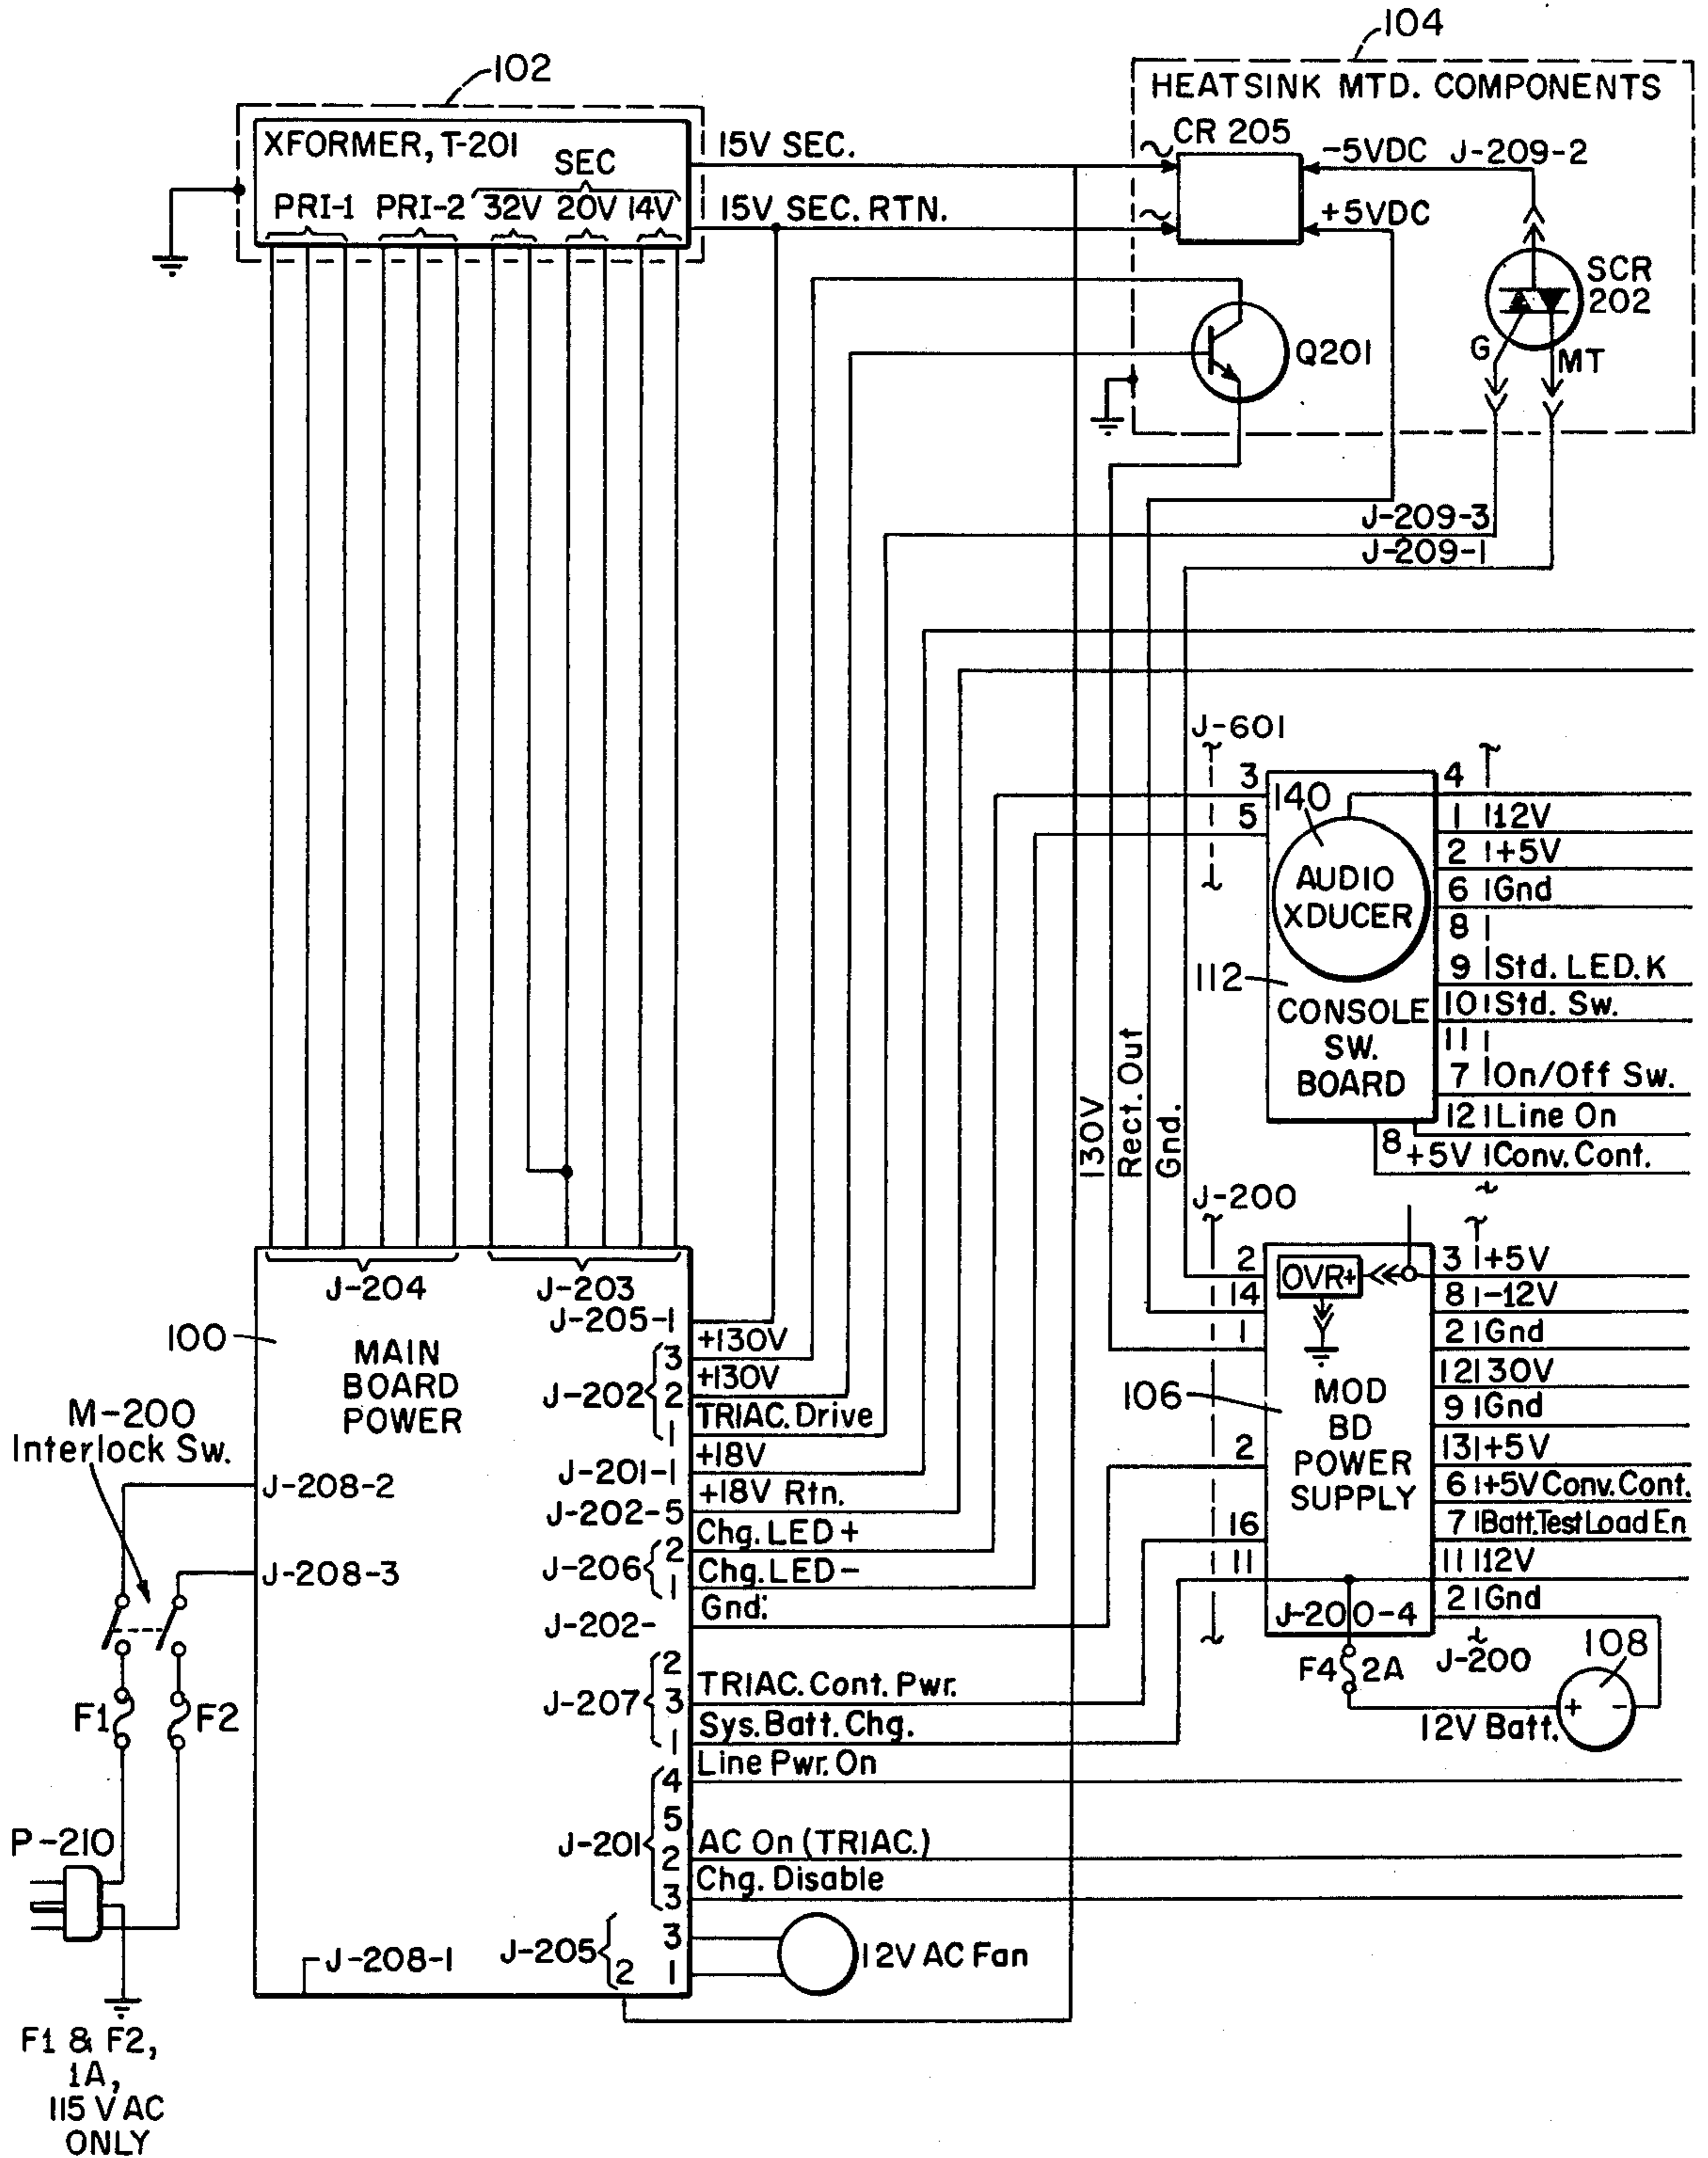 104
102
HEATSINK MTD. COMPONENTS
XFORMER, T-201
SEC
PRI-1 PRI-2 32V 20V 14V
15V SEC.
15V SEC. RTN.
CR 205
-5VDC J-209-2
+5VDC
SCR
202
G
MT
Q201
J-209-3
J-209-1
J-601
3
5
140
AUDIO
XDUCER
112
CONSOLE
SW.
BOARD
4
1 12V
2 +5V
6 Gnd
8
9 Std. LED. K
10 Std. Sw.
11
7 On/Off Sw.
12 Line On
8 +5V Conv. Cont.
130V
Rect. Out
Gnd.
J-200
2
14
1
2
16
11
OVR+
106
MOD
BD
POWER
SUPPLY
J-200-4
3 +5V
8 -12V
2 Gnd
12 130V
9 Gnd
13 +5V
6 +5V Conv. Cont.
7 Batt. Test Load En
11 12V
2 Gnd
J-200
108
F4 2A
+ -
12V Batt.
J-204
J-203
100
MAIN
BOARD
POWER
J-205-1
+130V
J-202 3
+130V
2
TRIAC. Drive
1
+18V
J-201-1
+18V Rtn.
J-202-5
Chg. LED +
J-206 2
Chg. LED -
1
Gnd.
J-202-
J-207 2
TRIAC. Cont. Pwr.
3
Sys. Batt. Chg.
1
Line Pwr. On
J-201 4
5
AC On (TRIAC.)
2
Chg. Disable
3
J-205 3
2 1
12V AC Fan
M-200
Interlock Sw.
J-208-2
J-208-3
F1
F2
P-210
J-208-1
F1 & F2,
1A,
115 V AC
ONLY